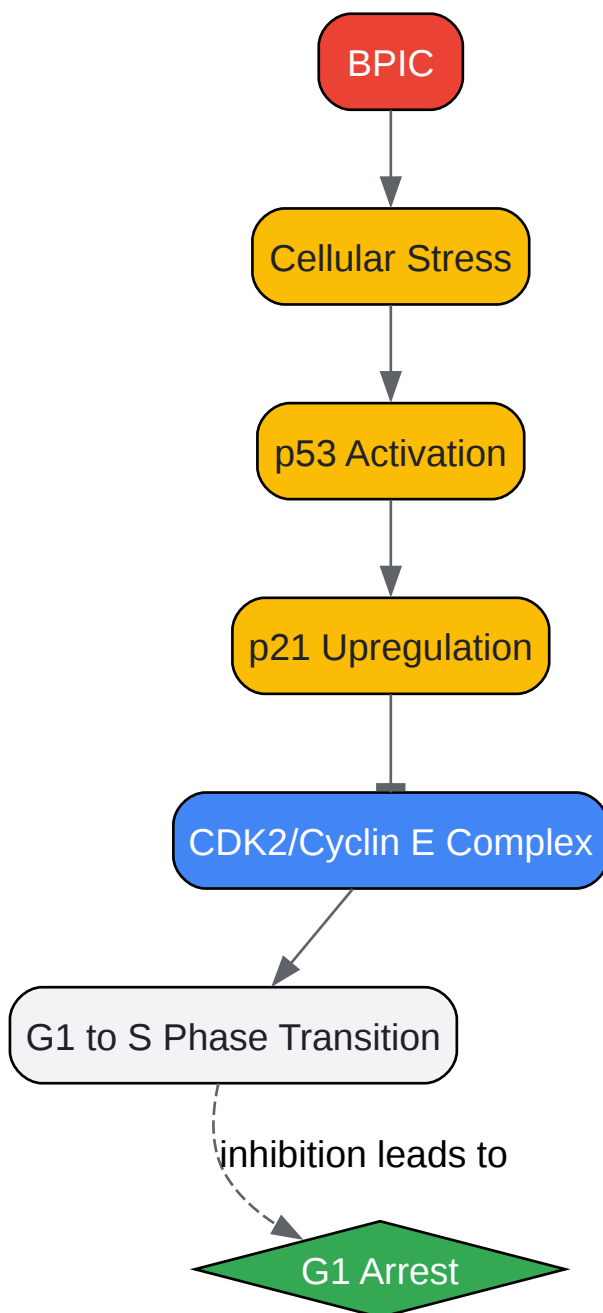 BPIC
Cellular Stress
p53 Activation
p21 Upregulation
CDK2/Cyclin E Complex
G1 to S Phase Transition
inhibition leads to
G1 Arrest